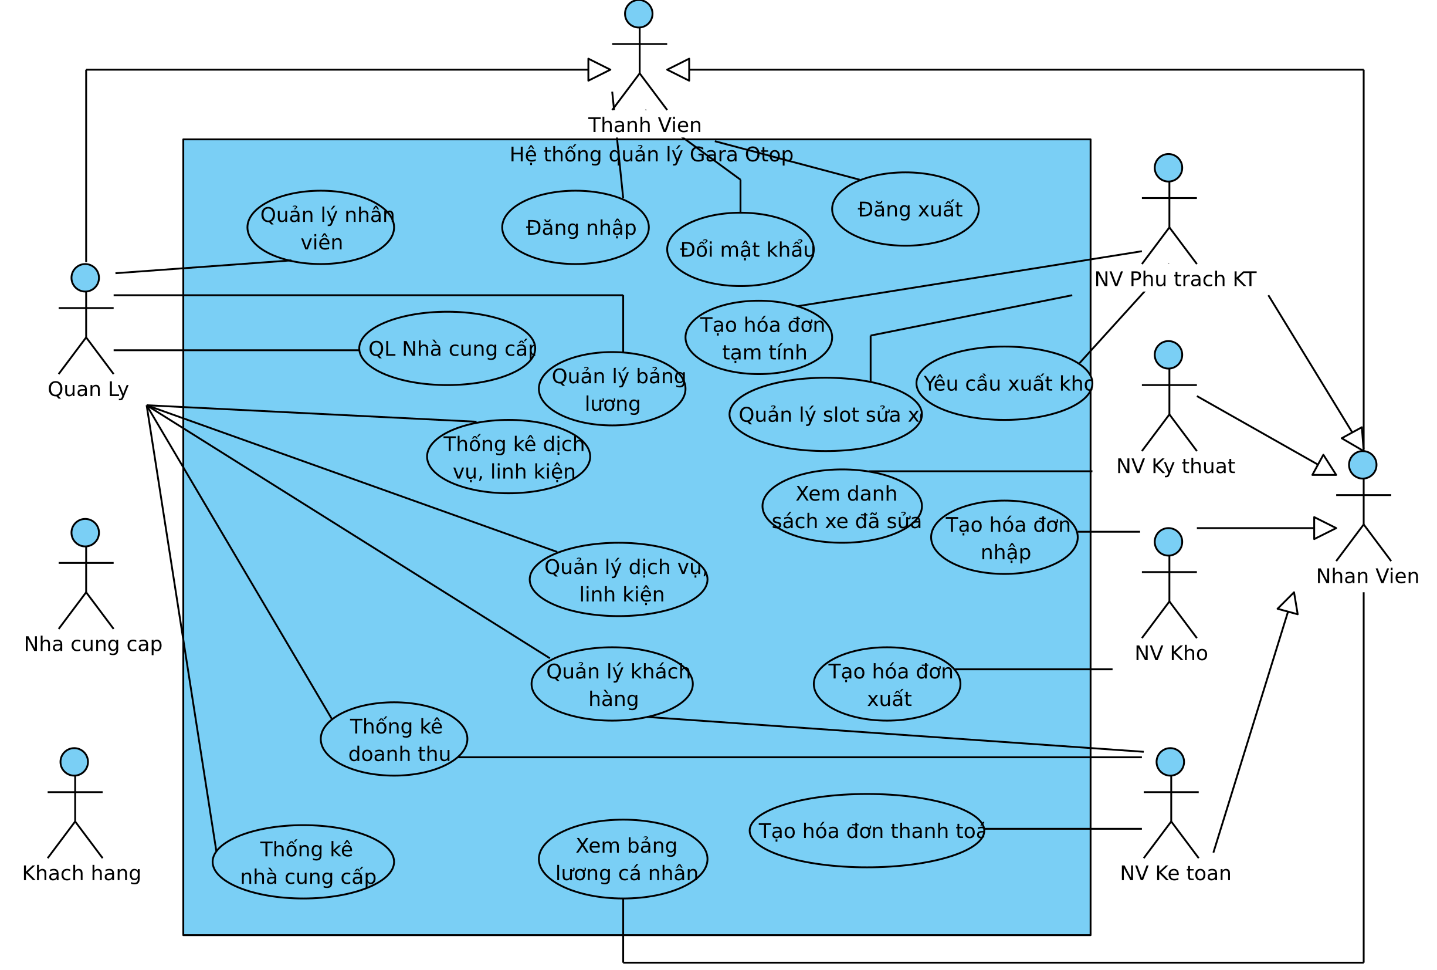 Thanh Vien
Hệ thống quản lý Gara Otop
Quản lý nhân
viên
Đăng nhập
Đổi mật khẩu
Đăng xuất
NV Phu trach KT
Quan Ly
QL Nhà cung cấp
Quản lý bảng
lương
Tạo hóa đơn
tạm tính
Yêu cầu xuất kho
Quản lý slot sửa x
NV Ky thuat
Thống kê dịch
vụ, linh kiện
Xem danh
sách xe đã sửa
Tạo hóa đơn
nhập
Nhan Vien
Nha cung cap
Quản lý dịch vụ,
linh kiện
NV Kho
Quản lý khách
hàng
Tạo hóa đơn
xuất
Thống kê
doanh thu
Khach hang
Thống kê
nhà cung cấp
Xem bảng
lương cá nhân
Tạo hóa đơn thanh toá
NV Ke toan